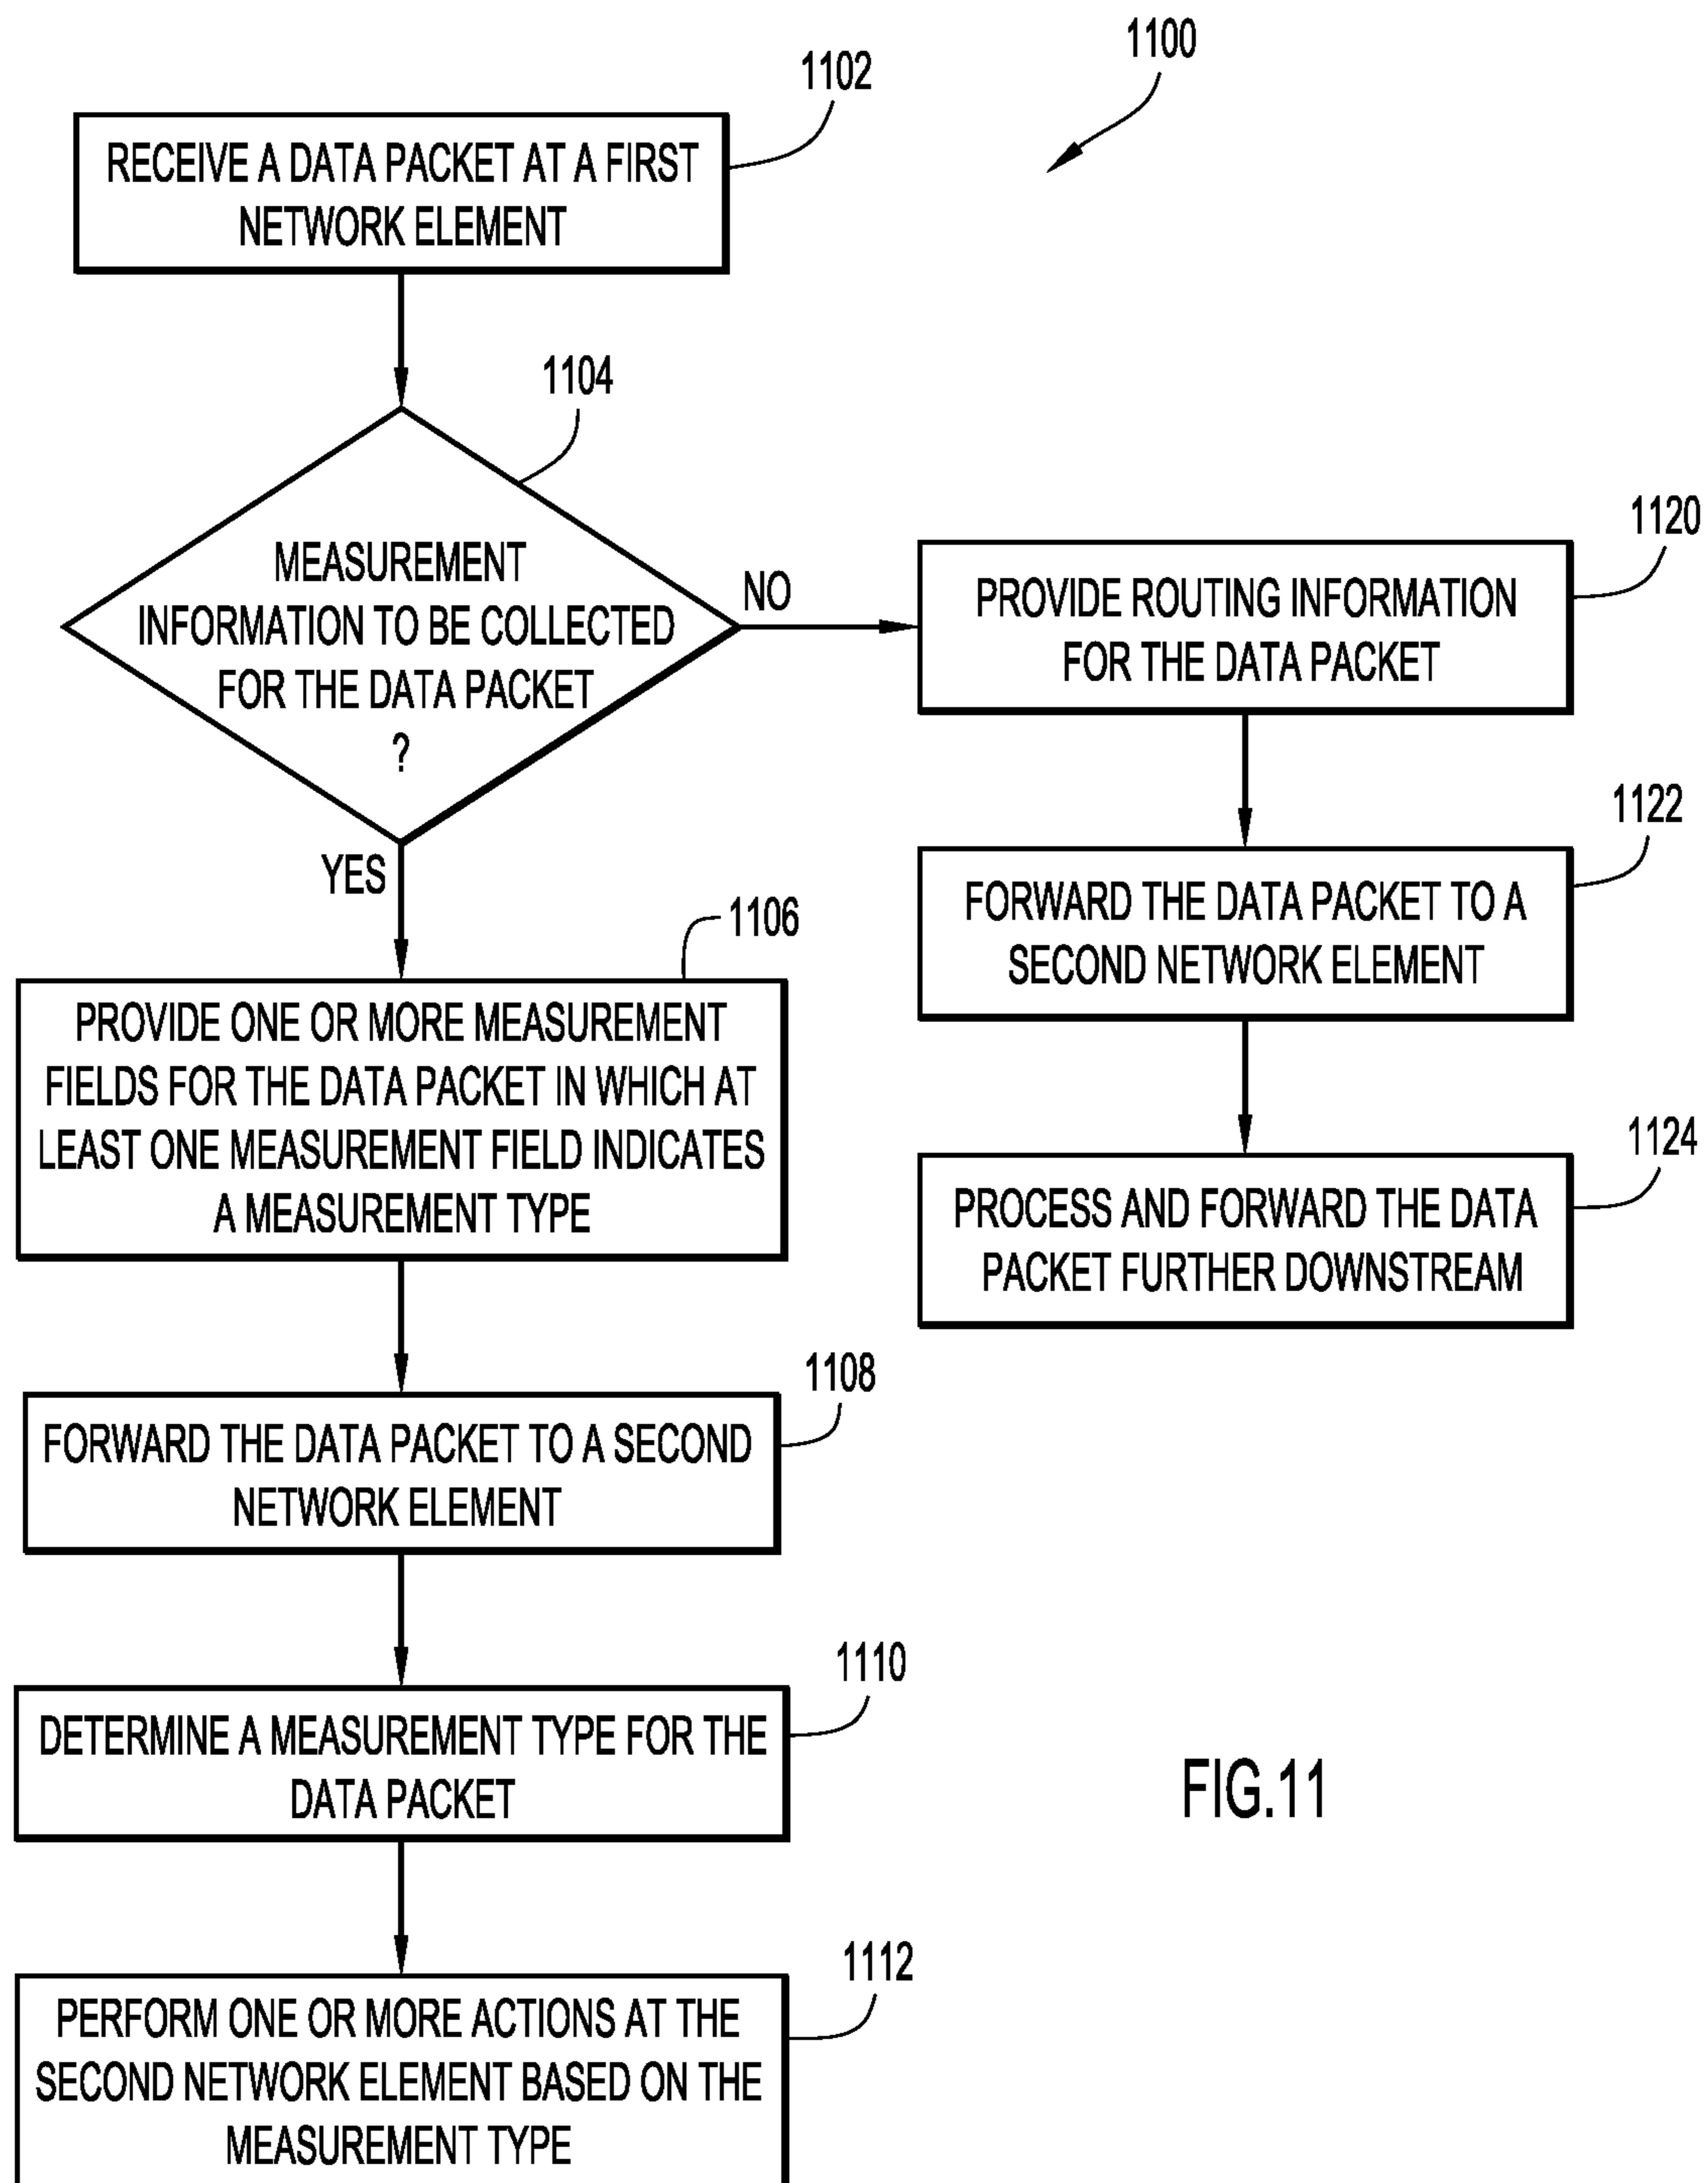 1100
1102
RECEIVE A DATA PACKET AT A FIRST
NETWORK ELEMENT
1104
MEASUREMENT
INFORMATION TO BE COLLECTED
FOR THE DATA PACKET
?
NO
YES
1120
PROVIDE ROUTING INFORMATION
FOR THE DATA PACKET
1122
FORWARD THE DATA PACKET TO A
SECOND NETWORK ELEMENT
1124
PROCESS AND FORWARD THE DATA
PACKET FURTHER DOWNSTREAM
1106
PROVIDE ONE OR MORE MEASUREMENT
FIELDS FOR THE DATA PACKET IN WHICH AT
LEAST ONE MEASUREMENT FIELD INDICATES
A MEASUREMENT TYPE
1108
FORWARD THE DATA PACKET TO A SECOND
NETWORK ELEMENT
1110
DETERMINE A MEASUREMENT TYPE FOR THE
DATA PACKET
1112
PERFORM ONE OR MORE ACTIONS AT THE
SECOND NETWORK ELEMENT BASED ON THE
MEASUREMENT TYPE
FIG.11